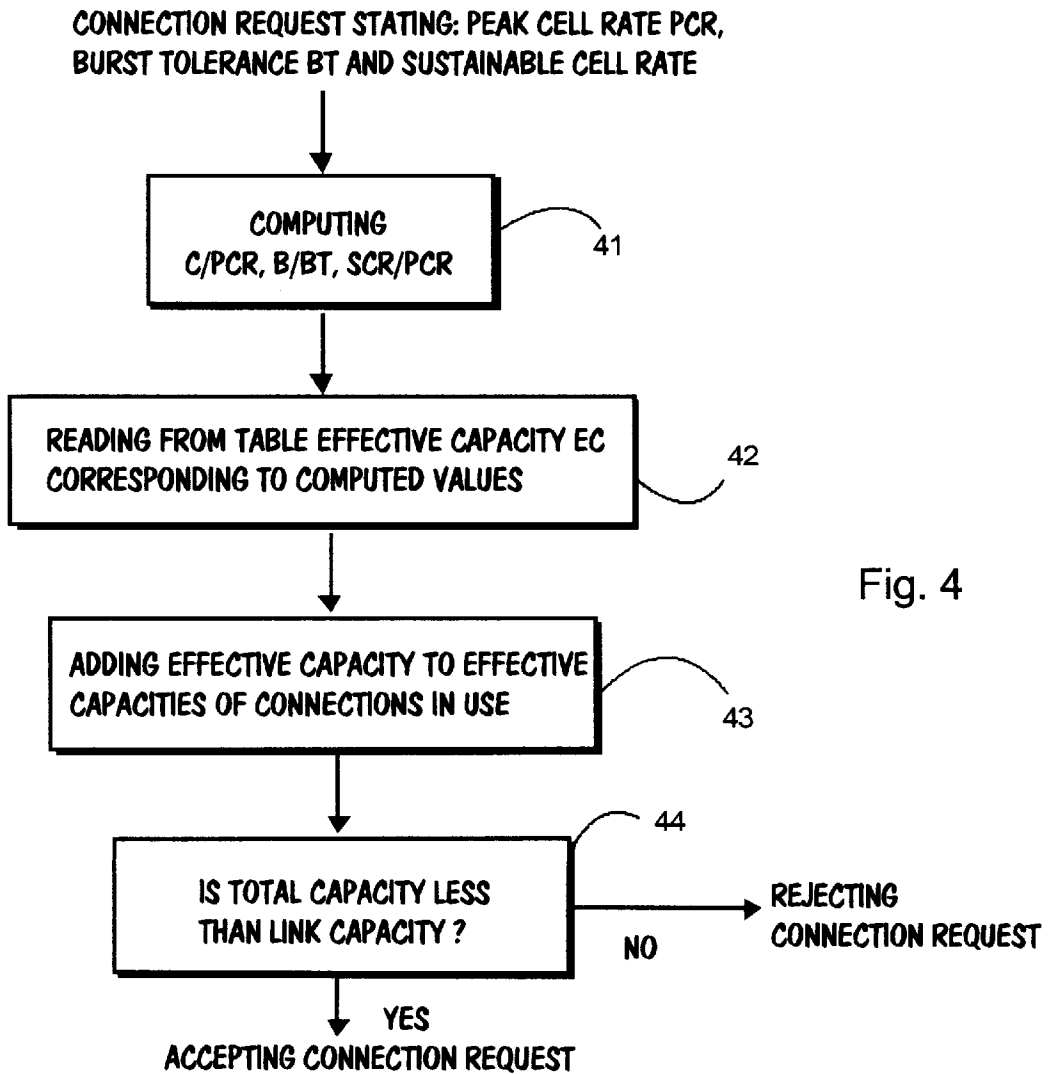 CONNECTION REQUEST STATING: PEAK CELL RATE PCR,
BURST TOLERANCE BT AND SUSTAINABLE CELL RATE
COMPUTING
C/PCR, B/BT, SCR/PCR
41
READING FROM TABLE EFFECTIVE CAPACITY EC
CORRESPONDING TO COMPUTED VALUES
42
Fig. 4
ADDING EFFECTIVE CAPACITY TO EFFECTIVE
CAPACITIES OF CONNECTIONS IN USE
43
44
IS TOTAL CAPACITY LESS
THAN LINK CAPACITY ?
NO
REJECTING
CONNECTION REQUEST
YES
ACCEPTING CONNECTION REQUEST